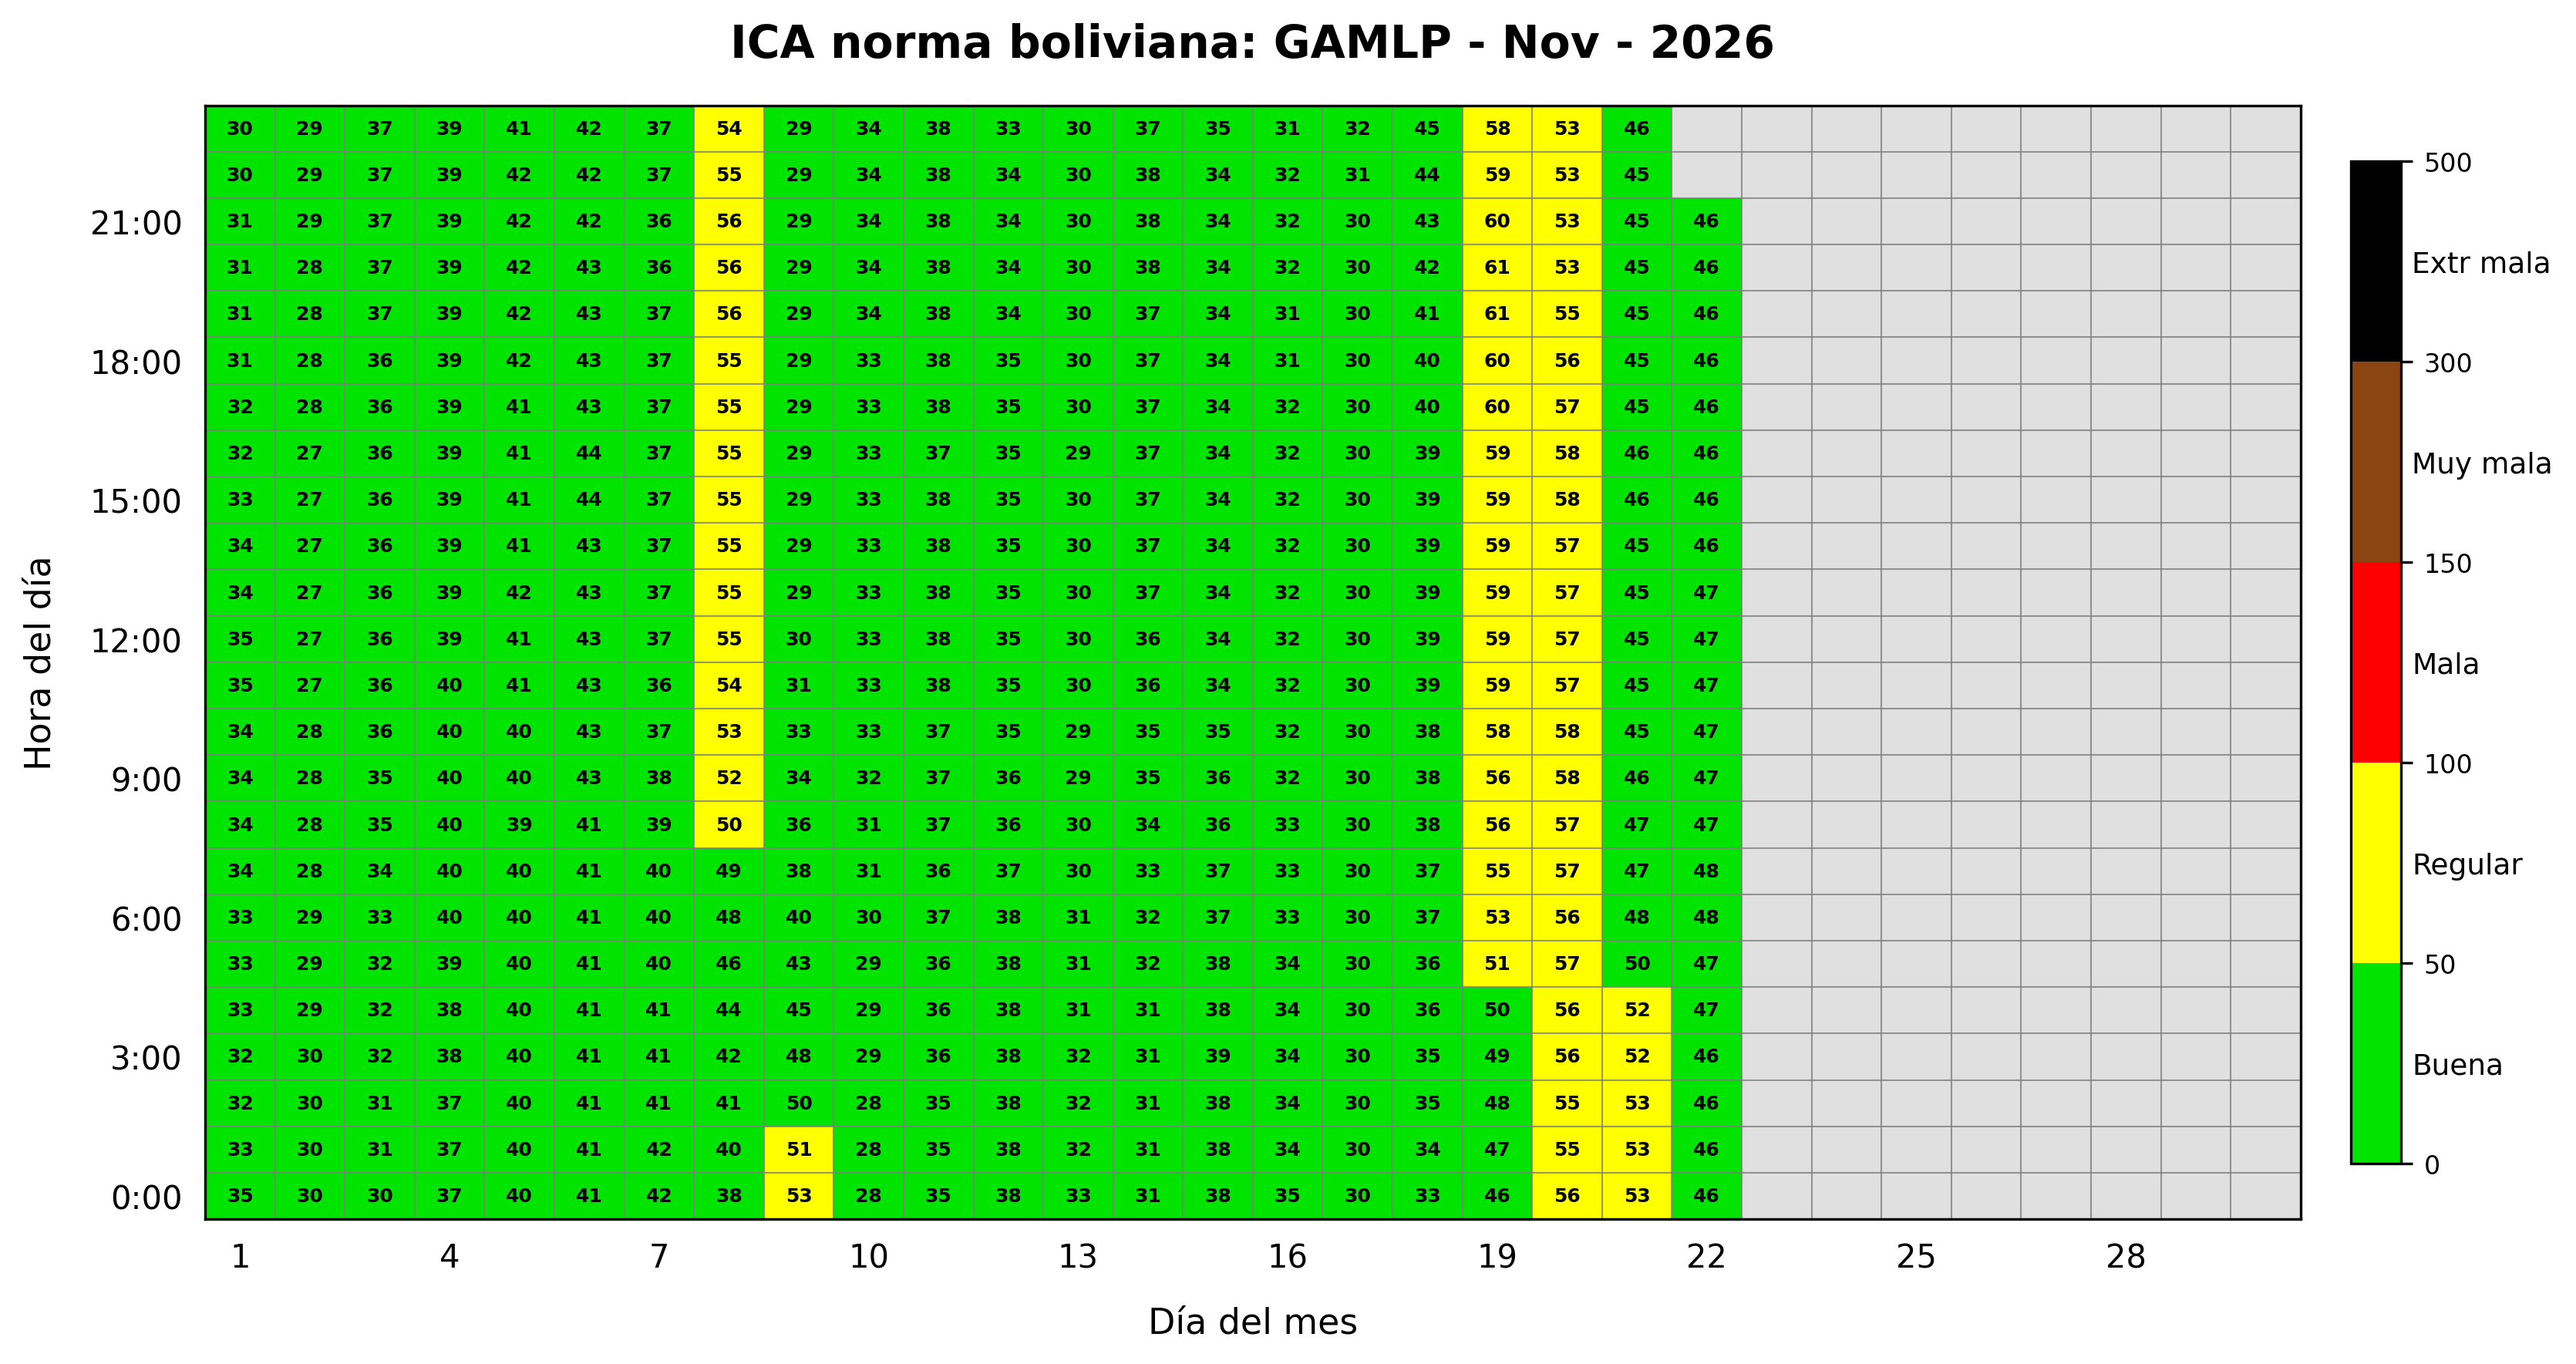 ICA norma boliviana: GAMLP - Nov - 2026
30 29 37 39 41 42 37 54 29 34 38 33 30 37 35 31 32 45 58 53 46
30 29 37 39 42 42 37 55 29 34 38 34 30 38 34 32 31 44 59 53 45
21:00 31 29 37 39 42 42 36 56 29 34 38 34 30 38 34 32 30 43 60 53 45 46
31 28 37 39 42 43 36 56 29 34 38 34 30 38 34 32 30 42 61 53 45 46
31 28 37 39 42 43 37 56 29 34 38 34 30 37 34 31 30 41 61 55 45 46
18:00 31 28 36 39 42 43 37 55 29 33 38 35 30 37 34 31 30 40 60 56 45 46
32 28 36 39 41 43 37 55 29 33 38 35 30 37 34 32 30 40 60 57 45 46
32 27 36 39 41 44 37 55 29 33 37 35 29 37 34 32 30 39 59 58 46 46
15:00 33 27 36 39 41 44 37 55 29 33 38 35 30 37 34 32 30 39 59 58 46 46
34 27 36 39 41 43 37 55 29 33 38 35 30 37 34 32 30 39 59 57 45 46
34 27 36 39 42 43 37 55 29 33 38 35 30 37 34 32 30 39 59 57 45 47
12:00 35 27 36 39 41 43 37 55 30 33 38 35 30 36 34 32 30 39 59 57 45 47
35 27 36 40 41 43 36 54 31 33 38 35 30 36 34 32 30 39 59 57 45 47
34 28 36 40 40 43 37 53 33 33 37 35 29 35 35 32 30 38 58 58 45 47
9:00 34 28 35 40 40 43 38 52 34 32 37 36 29 35 36 32 30 38 56 58 46 47
34 28 35 40 39 41 39 50 36 31 37 36 30 34 36 33 30 38 56 57 47 47
34 28 34 40 40 41 40 49 38 31 36 37 30 33 37 33 30 37 55 57 47 48
6:00 33 29 33 40 40 41 40 48 40 30 37 38 31 32 37 33 30 37 53 56 48 48
33 29 32 39 40 41 40 46 43 29 36 38 31 32 38 34 30 36 51 57 50 47
33 29 32 38 40 41 41 44 45 29 36 38 31 31 38 34 30 36 50 56 52 47
3:00 32 30 32 38 40 41 41 42 48 29 36 38 32 31 39 34 30 35 49 56 52 46
32 30 31 37 40 41 41 41 50 28 35 38 32 31 38 34 30 35 48 55 53 46
33 30 31 37 40 41 42 40 51 28 35 38 32 31 38 34 30 34 47 55 53 46
0:00 35 30 30 37 40 41 42 38 53 28 35 38 33 31 38 35 30 33 46 56 53 46
1 4 7 10 13 16 19 22 25 28
Día del mes
Hora del día
500
Extr mala
300
Muy mala
150
Mala
100
Regular
50
Buena
0